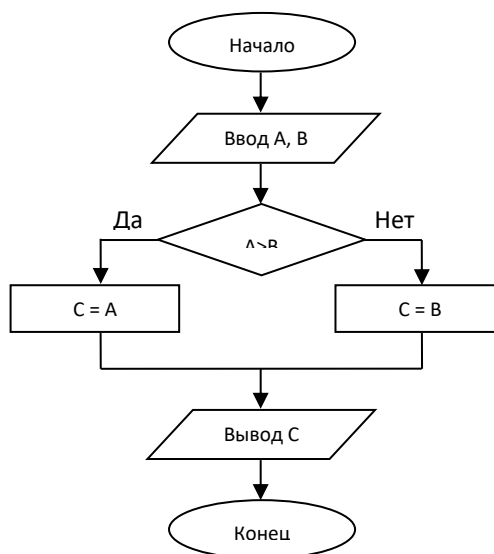 Начало
Ввод А, В
Да
Нет
А>В
С = А
С = В
Вывод С
Конец